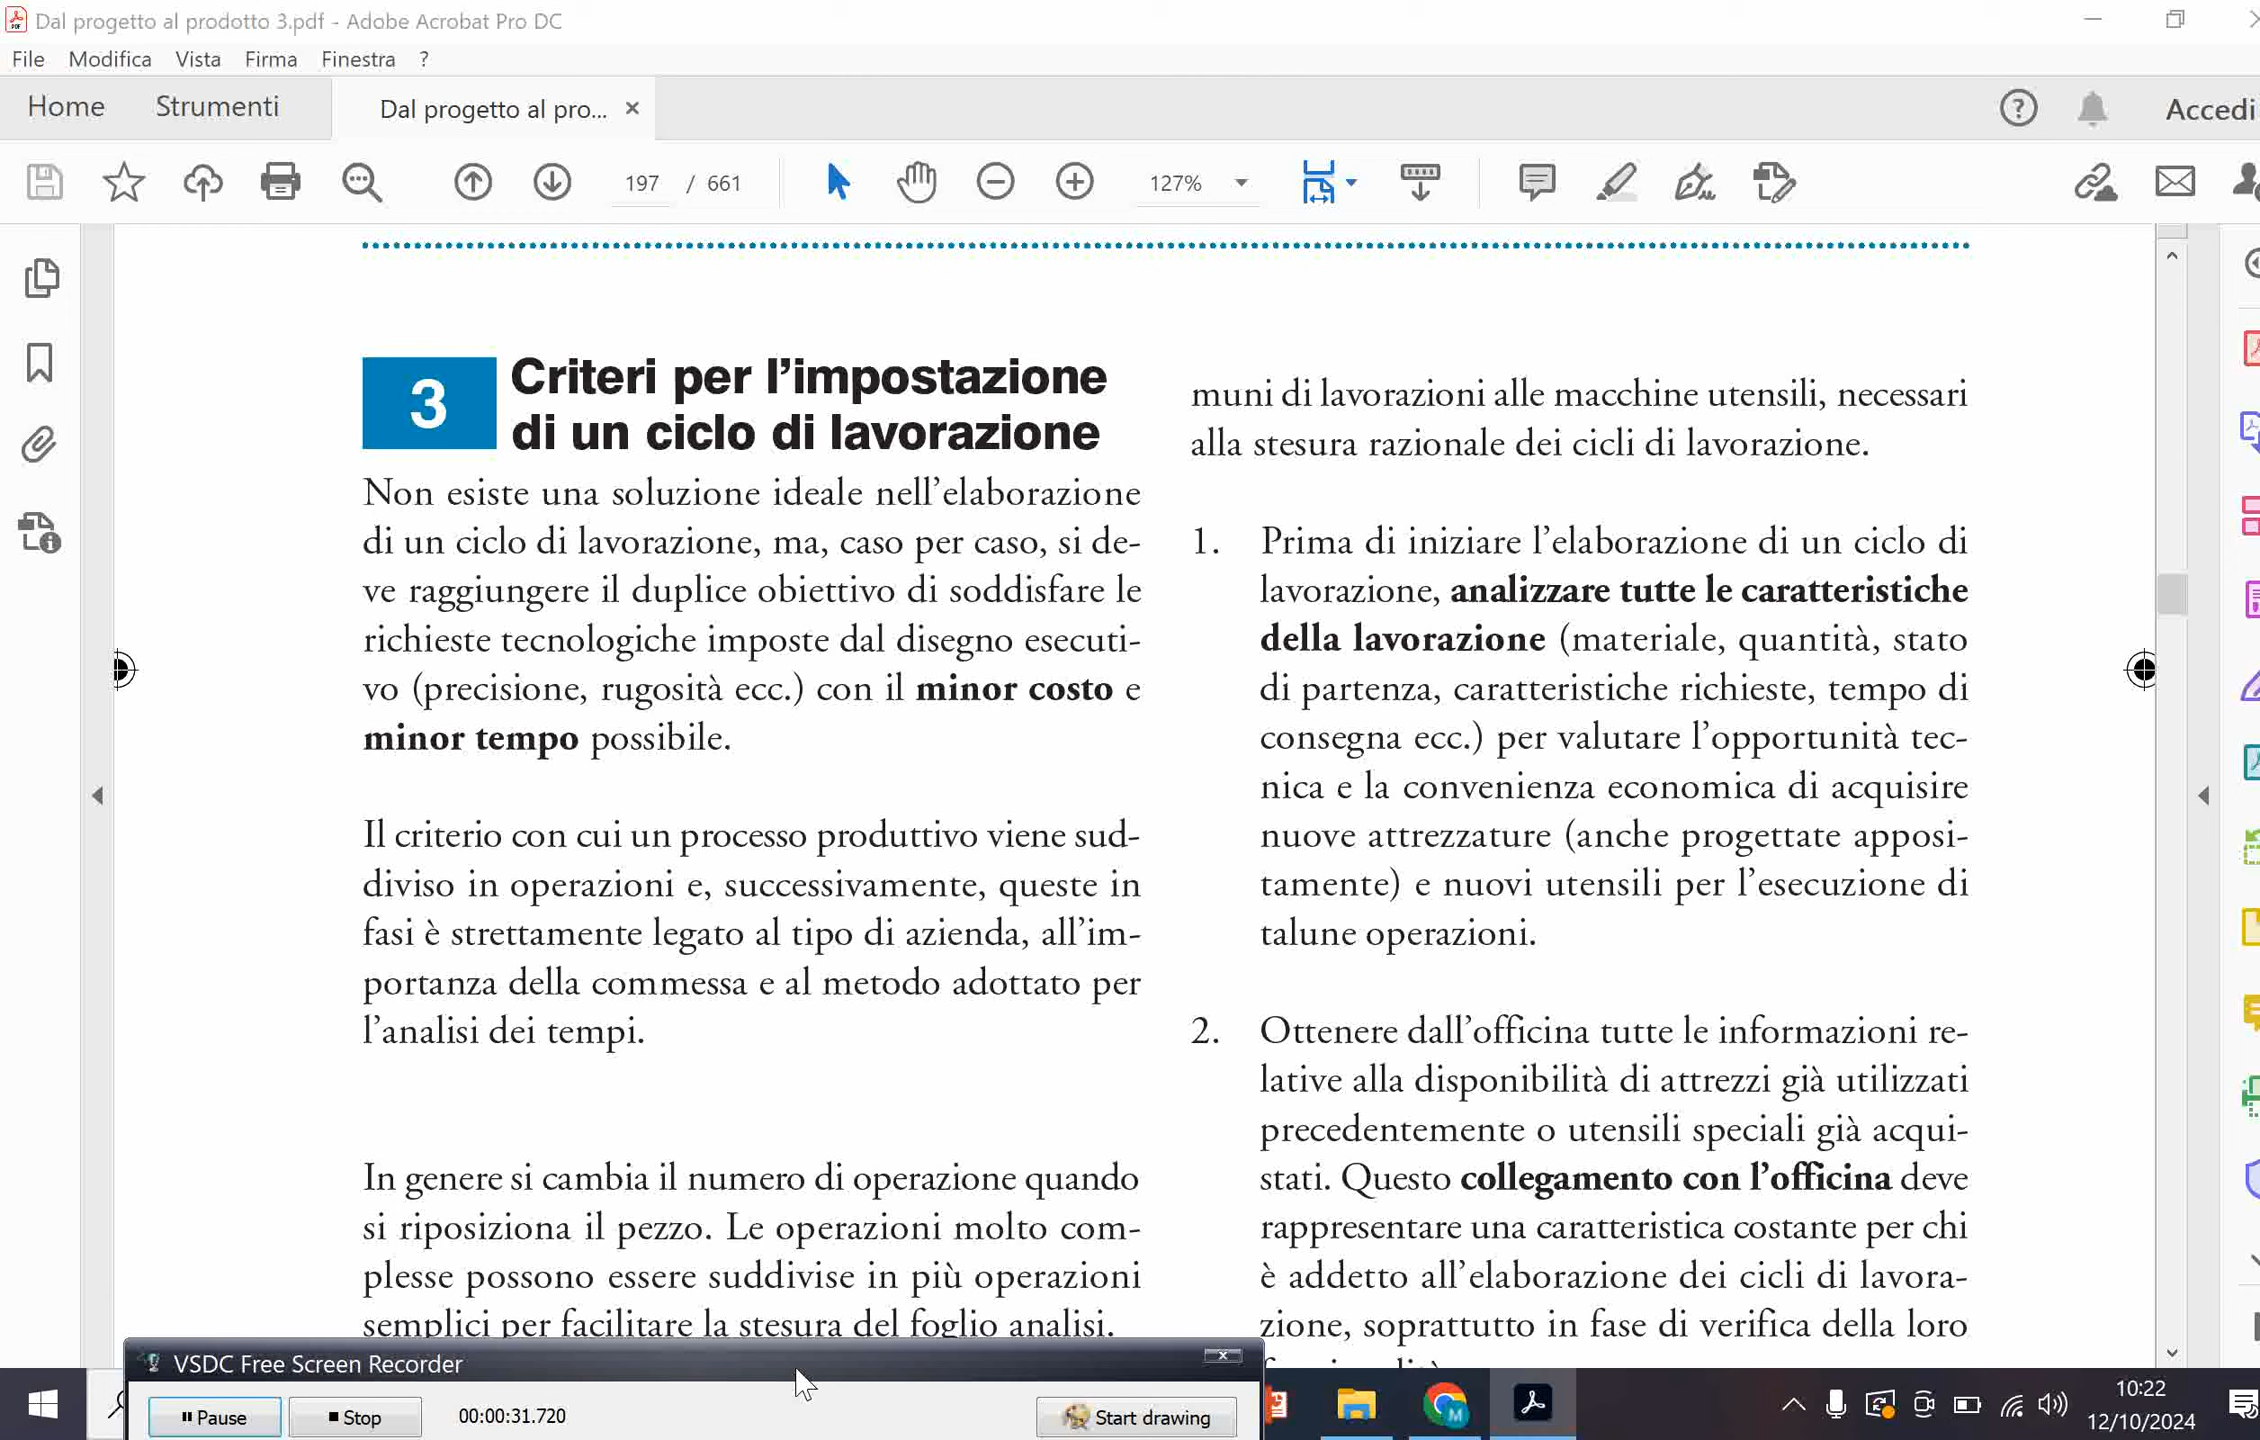 Dal progetto al prodotto 3.pdf - Adobe Acrobat Pro DC
File Modifica Vista Firma Finestra ?
Home Strumenti Dal progetto al pro... × Accedi
197 / 661 127%
3
Criteri per l’impostazione
di un ciclo di lavorazione
Non esiste una soluzione ideale nell’elaborazione
di un ciclo di lavorazione, ma, caso per caso, si de-
ve raggiungere il duplice obiettivo di soddisfare le
richieste tecnologiche imposte dal disegno esecuti-
vo (precisione, rugosità ecc.) con il minor costo e
minor tempo possibile.
Il criterio con cui un processo produttivo viene sud-
diviso in operazioni e, successivamente, queste in
fasi è strettamente legato al tipo di azienda, all’im-
portanza della commessa e al metodo adottato per
l’analisi dei tempi.
In genere si cambia il numero di operazione quando
si riposiziona il pezzo. Le operazioni molto com-
plesse possono essere suddivise in più operazioni
semplici per facilitare la stesura del foglio analisi.
muni di lavorazioni alle macchine utensili, necessari
alla stesura razionale dei cicli di lavorazione.
1. Prima di iniziare l’elaborazione di un ciclo di
lavorazione, analizzare tutte le caratteristiche
della lavorazione (materiale, quantità, stato
di partenza, caratteristiche richieste, tempo di
consegna ecc.) per valutare l’opportunità tec-
nica e la convenienza economica di acquisire
nuove attrezzature (anche progettate apposi-
tamente) e nuovi utensili per l’esecuzione di
talune operazioni.
2. Ottenere dall’officina tutte le informazioni re-
lative alla disponibilità di attrezzi già utilizzati
precedentemente o utensili speciali già acqui-
stati. Questo collegamento con l’officina deve
rappresentare una caratteristica costante per chi
è addetto all’elaborazione dei cicli di lavora-
zione, soprattutto in fase di verifica della loro
VSDC Free Screen Recorder
Pause Stop 00:00:31.720 Start drawing
M
10:22
12/10/2024